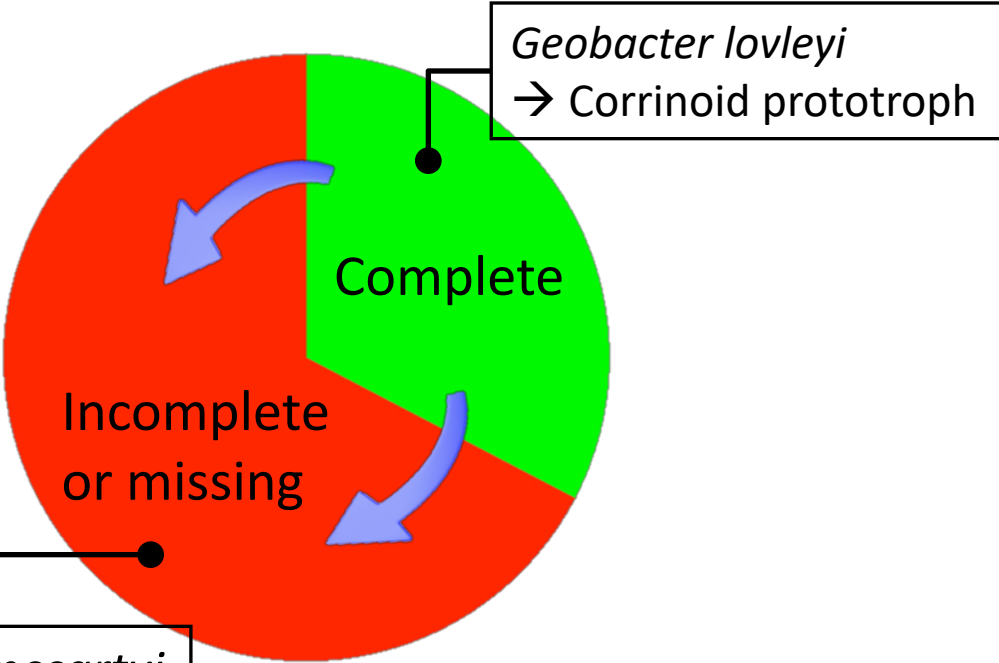 Geobacter lovleyi
→ Corrinoid prototroph
Complete
Incomplete
or missing